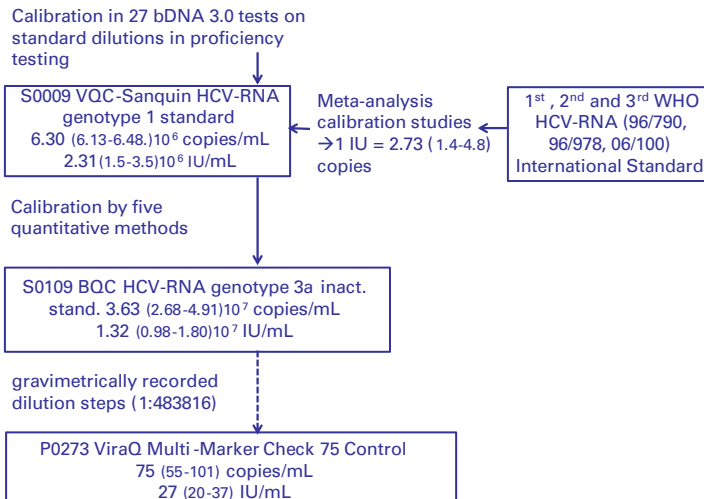 Calibration in 27 bDNA 3.0 tests on
standard dilutions in proficiency
testing
S0009 VQC-Sanquin HCV-RNA
genotype 1 standard
6.30 (6.13-6.48.)10⁶ copies/mL
2.31(1.5-3.5)10⁶ IU/mL
Meta-analysis
calibration studies
→1 IU = 2.73 (1.4-4.8)
copies
1st , 2nd and 3rd WHO
HCV-RNA (96/790,
96/978, 06/100)
International Standard
Calibration by five
quantitative methods
S0109 BQC HCV-RNA genotype 3a inact.
stand. 3.63 (2.68-4.91)10⁷ copies/mL
1.32 (0.98-1.80)10⁷ IU/mL
gravimetrically recorded
dilution steps (1:483816)
P0273 ViraQ Multi-Marker Check 75 Control
75 (55-101) copies/mL
27 (20-37) IU/mL